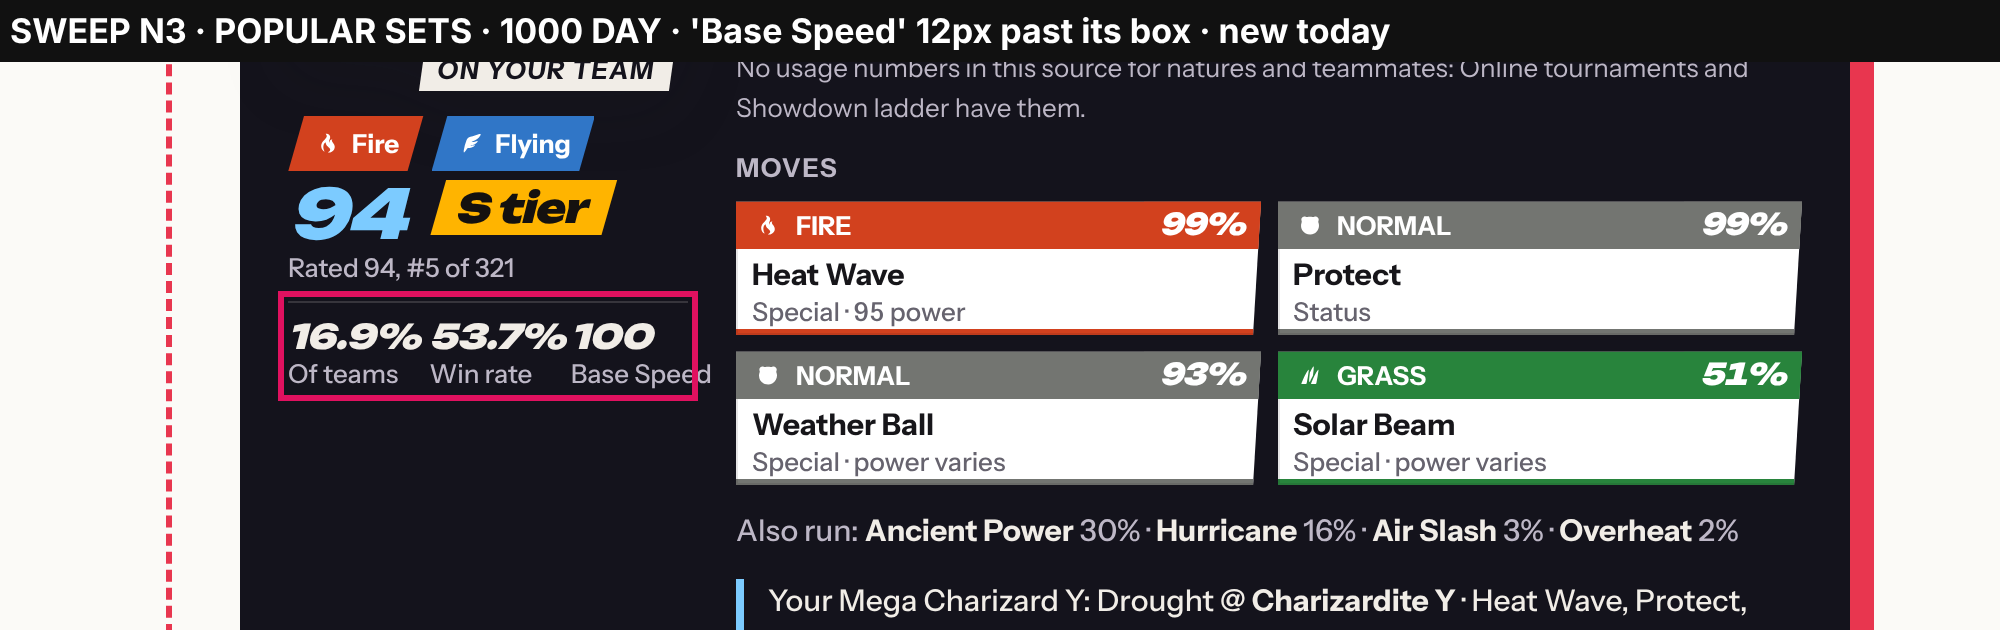 SWEEP N3 · POPULAR SETS · 1000 DAY · 'Base Speed' 12px past its box · new today
ON YOUR TEAM
Fire
Flying
94
S tier
Rated 94, #5 of 321
16.9% 53.7% 100
Of teams Win rate Base Speed
No usage numbers in this source for natures and teammates: Online tournaments and
Showdown ladder have them.
MOVES
FIRE 99%
Heat Wave
Special · 95 power
NORMAL 99%
Protect
Status
NORMAL 93%
Weather Ball
Special · power varies
GRASS 51%
Solar Beam
Special · power varies
Also run: Ancient Power 30% · Hurricane 16% · Air Slash 3% · Overheat 2%
Your Mega Charizard Y: Drought @ Charizardite Y · Heat Wave, Protect,